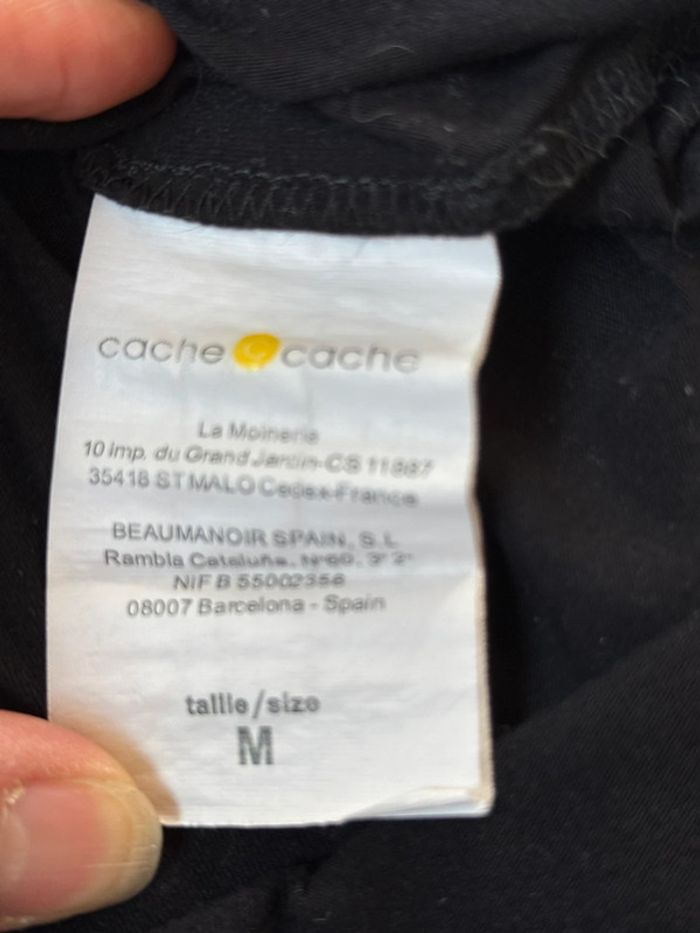 cache cache
La Moinerie
10 imp. du Grand Jardin-CS 11887
35418 ST MALO Cedex-France
BEAUMANOIR SPAIN, S.L
Rambla Cataluña, Nº60, 3º 2ª
NIF B 55002356
08007 Barcelona - Spain
taille/size
M